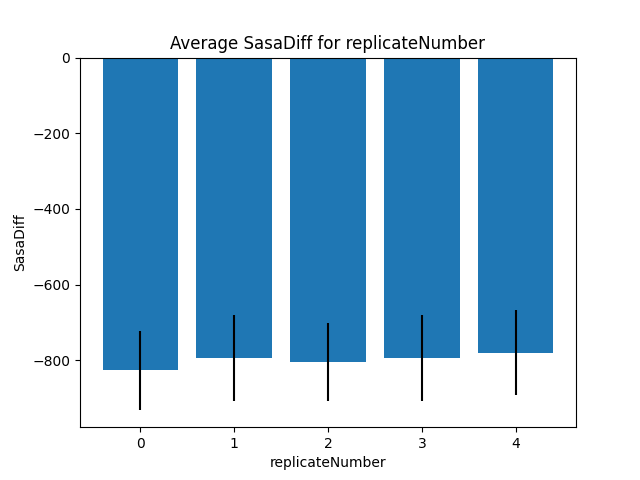 Average SasaDiff for replicateNumber
0
−200
−400
−600
−800
SasaDiff
0 1 2 3 4
replicateNumber